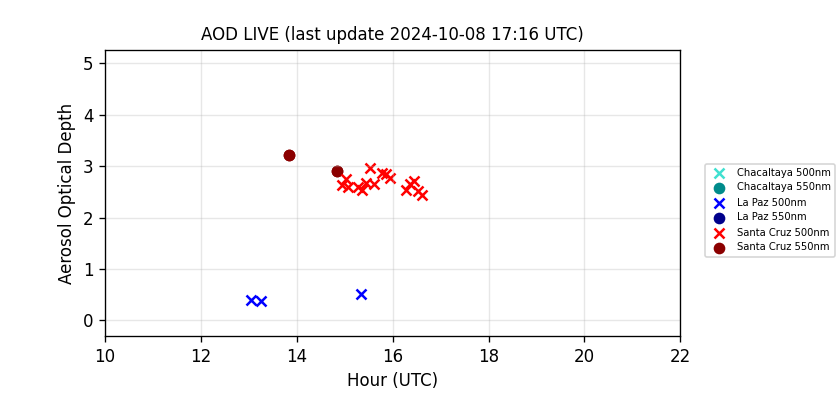 AOD LIVE (last update 2024-10-08 17:16 UTC)
Aerosol Optical Depth
5
4
3
2
1
0
10 12 14 16 18 20 22
Hour (UTC)
Chacaltaya 500nm
Chacaltaya 550nm
La Paz 500nm
La Paz 550nm
Santa Cruz 500nm
Santa Cruz 550nm